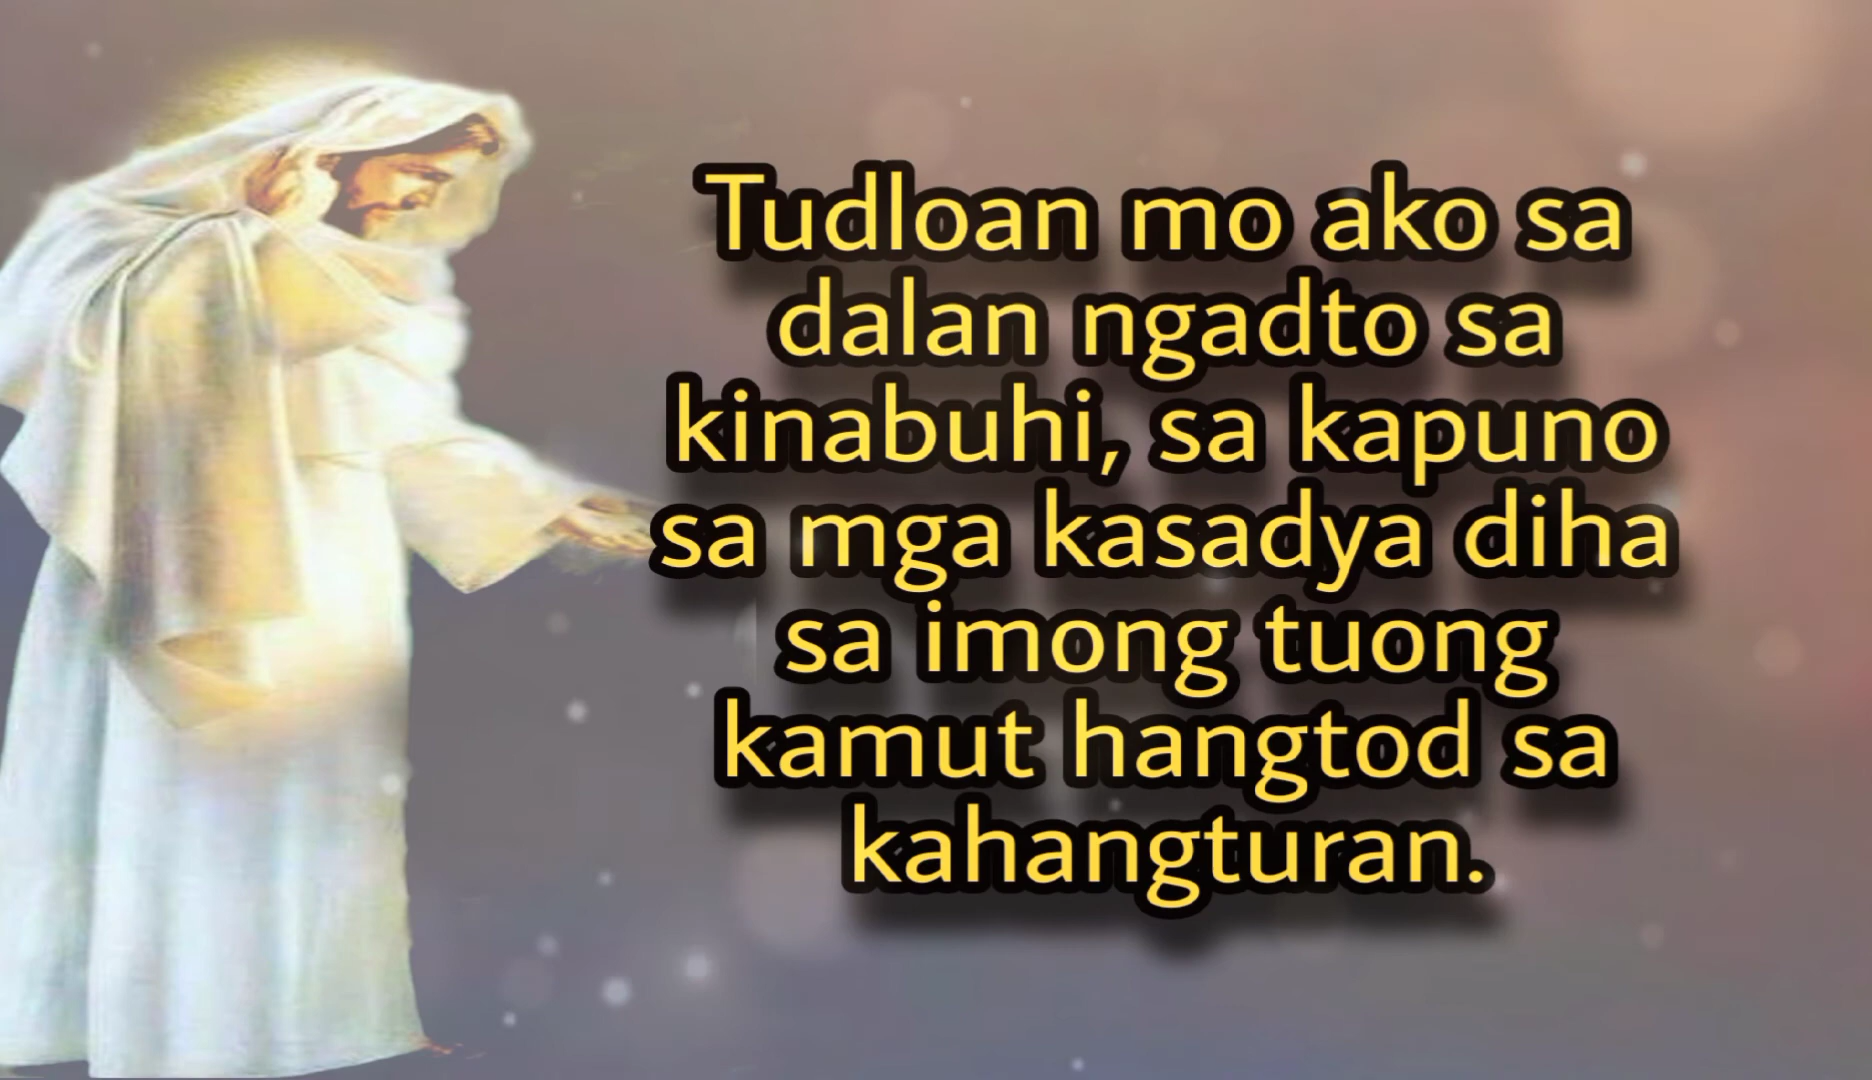 Tudloan mo ako sa
dalan ngadto sa
kinabuhi, sa kapuno
sa mga kasadya diha
sa imong tuong
kamut hangtod sa
kahangturan.